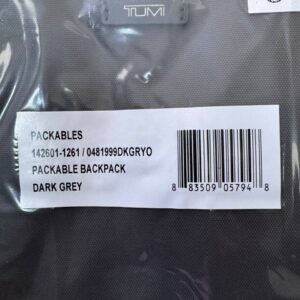 TUMI
PACKABLES
142601-1261 / 0481999DKGRYO
PACKABLE BACKPACK
DARK GREY
8 83509 05794 8